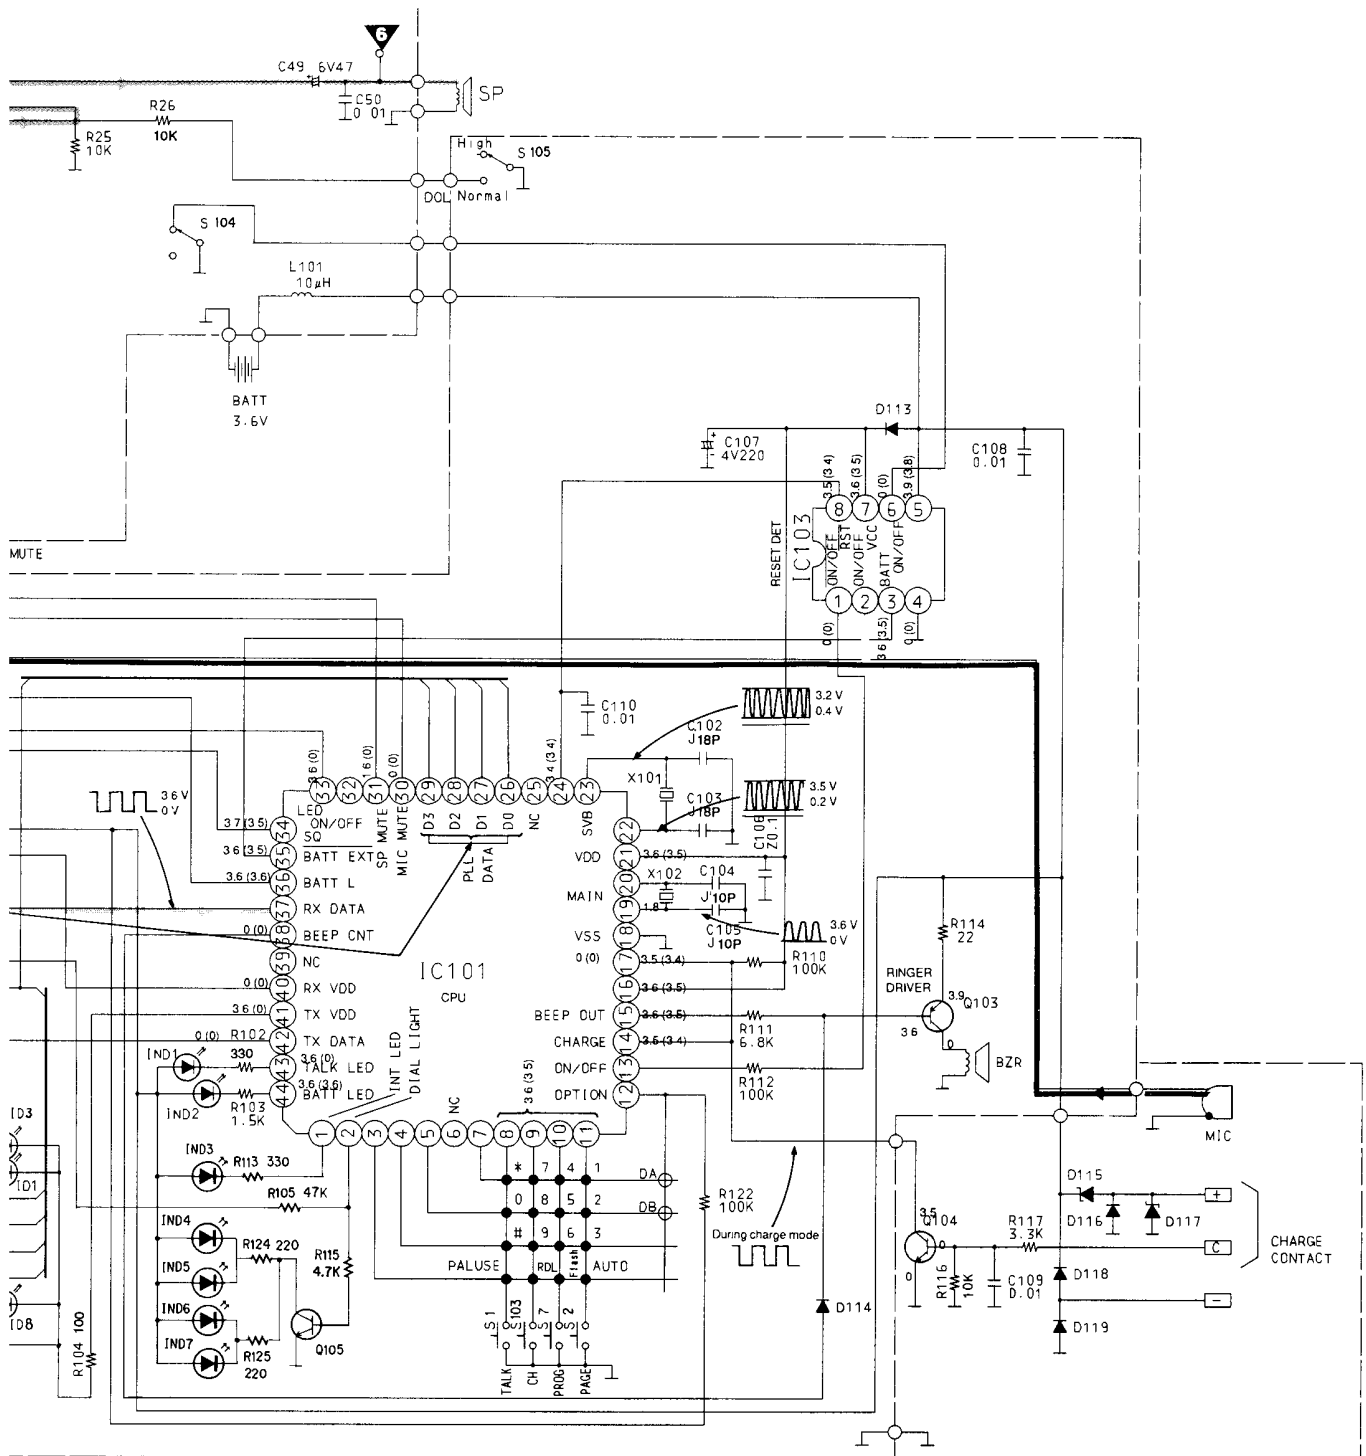 6
C49 6V47
C50
0.01
SP
R26
10K
R25
10K
High
S 105
DOL
Normal
S 104
L101
10µH
BATT
3.6V
MUTE
D113
C107
4V220
C108
0.01
3.5 (3 4)
3.6 (3 5)
0 (0)
3.9 (3.8)
8
7
6
5
RESET DET
IC103
ON/OFF
RST
ON/OFF
VCC
BATT
ON/OFF
1
2
3
4
0 (0)
3 6 (3.5)
0 (0)
C110
0.01
3.2 V
0.4 V
C102
J18P
X101
C103
J18P
3.5 V
0.2 V
C106
Z0.1
3 6 V
0 V
3 6 (0)
1 6 (0)
0 (0)
3 4 (3 4)
33
32
31
30
29
28
27
26
25
24
23
LED
ON/OFF
SP MUTE
MIC MUTE
D3
D2
D1
D0
NC
SVB
PLL
DATA
3 7 (3 5)
34
SQ
3 6 (3 5)
35
BATT EXT
3.6 (3.6)
36
BATT L
37
RX DATA
0 (0)
38
BEEP CNT
39
NC
0 (0)
40
RX VDD
3 6 (0)
41
TX VDD
0 (0)
42
TX DATA
3.6 (0)
43
TALK LED
3.6 (3.6)
44
BATT LED
IC101
CPU
INT LED
DIAL LIGHT
NC
3 6 (3 5)
22
VDD
21
3.6 (3.5)
MAIN
20
19
1.8
VSS
18
0 (0)
17
3.5 (3.4)
16
3 6 (3.5)
BEEP OUT
15
3.6 (3.5)
CHARGE
14
3.5 (3 4)
ON/OFF
13
OPTION
12
X102
C104
J10P
C105
J10P
3.6 V
0 V
R110
100K
R111
6.8K
R112
100K
R114
22
RINGER
DRIVER
3.9
Q103
3 6
0
BZR
IND1
R102
330
IND2
R103
1.5K
IND3
R113 330
R105 47K
IND4
R124 220
IND5
IND6
IND7
R125
220
R115
4.7K
Q105
ID3
ID1
ID8
R104 100
1
2
3
4
5
6
7
8
9
10
11
* 7 4 1
0 8 5 2
# 9 6 3
PALUSE
RDL
Flash
AUTO
DA
DB
R122
100K
S 1
S 103
S 7
S 2
TALK
CH
PROG
PAGE
During charge mode
D114
MIC
3.5
Q104
0
0
R117
3.3K
R116
10K
C109
0.01
D115
D116
D117
D118
D119
+
C
−
CHARGE
CONTACT